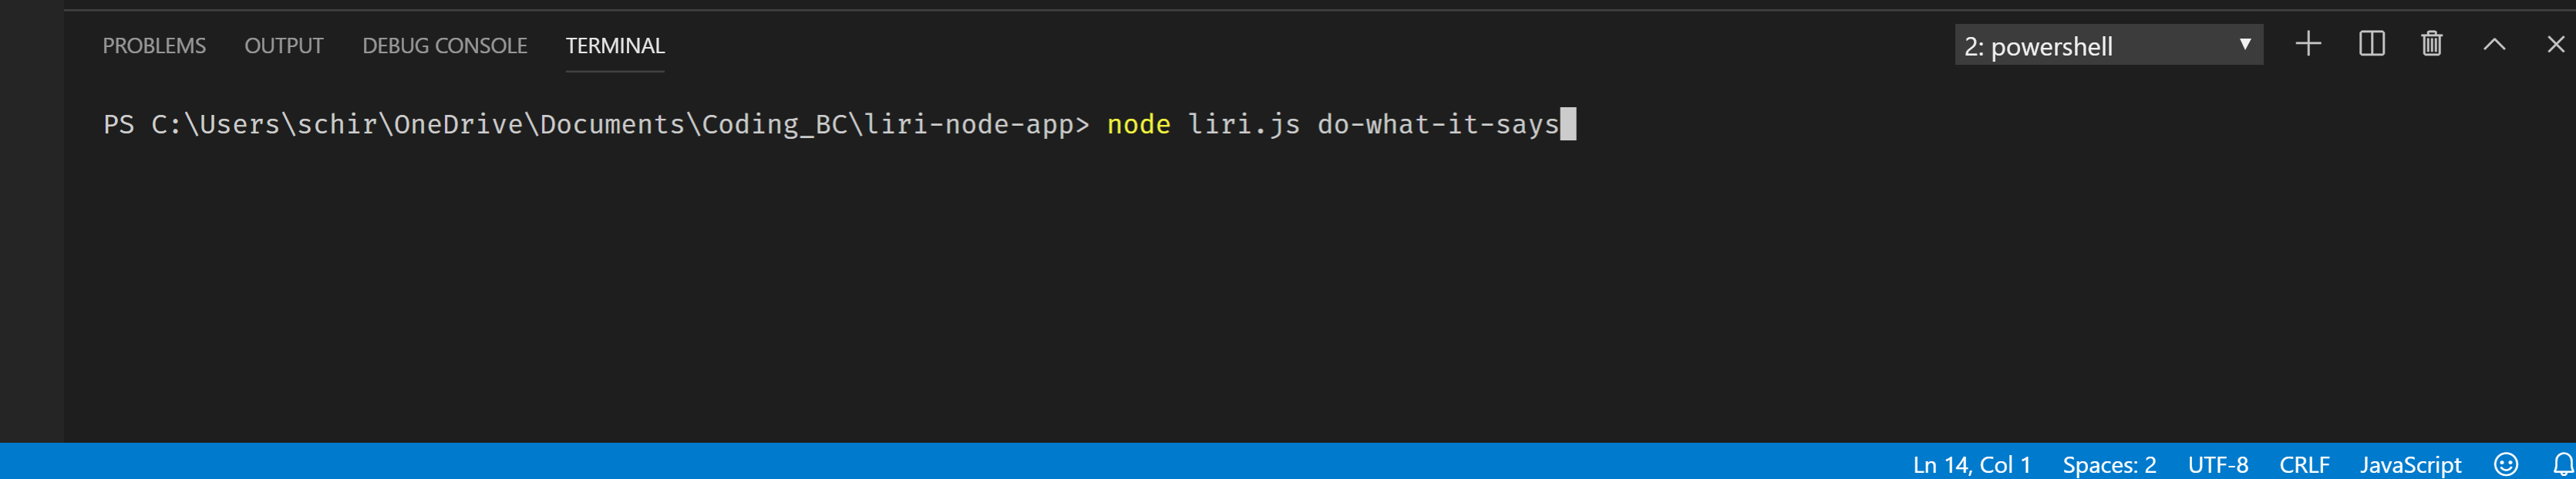 PROBLEMS OUTPUT DEBUG CONSOLE TERMINAL 2: powershell
PS C:\Users\schir\OneDrive\Documents\Coding_BC\liri-node-app> node liri.js do-what-it-says
Ln 14, Col 1 Spaces: 2 UTF-8 CRLF JavaScript